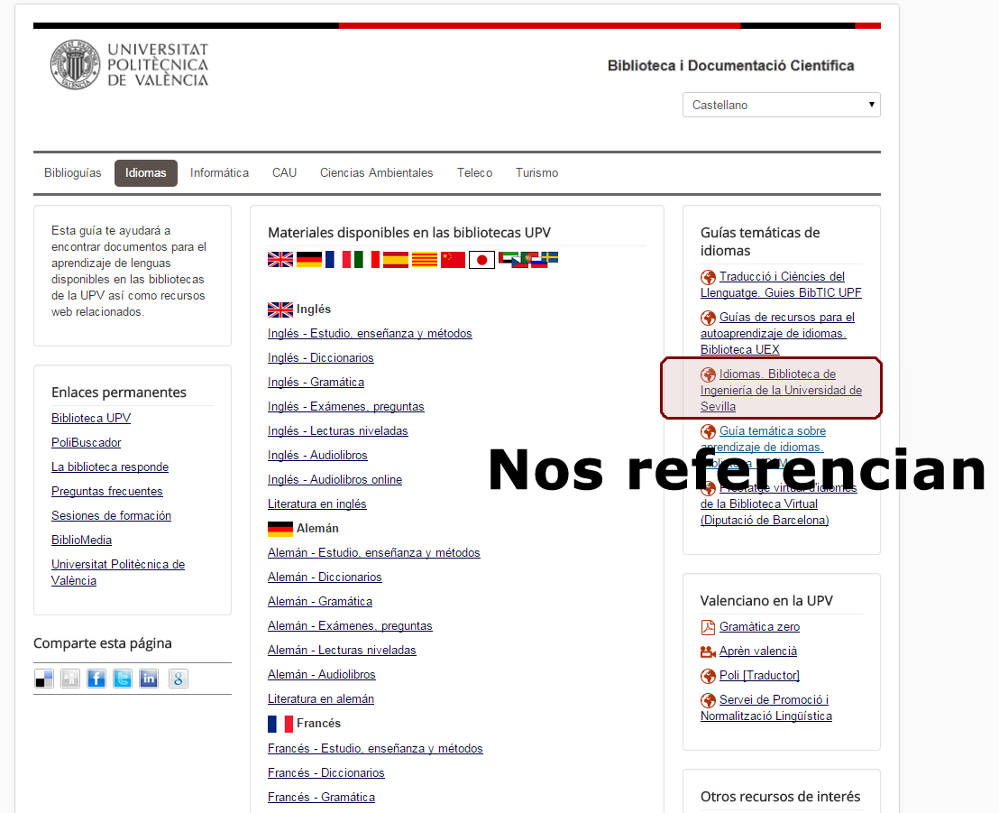 UNIVERSITAT
POLITÈCNICA
DE VALÈNCIA
Biblioteca i Documentació Científica
Castellano
Biblioguías Idiomas Informática CAU Ciencias Ambientales Teleco Turismo
Esta guía te ayudará a
encontrar documentos para el
aprendizaje de lenguas
disponibles en las bibliotecas
de la UPV así como recursos
web relacionados.
Enlaces permanentes
Biblioteca UPV
PoliBuscador
La biblioteca responde
Preguntas frecuentes
Sesiones de formación
BiblioMedia
Universitat Politècnica de
València
Comparte esta página
Materiales disponibles en las bibliotecas UPV
Inglés
Inglés - Estudio, enseñanza y métodos
Inglés - Diccionarios
Inglés - Gramática
Inglés - Exámenes, preguntas
Inglés - Lecturas niveladas
Inglés - Audiolibros
Inglés - Audiolibros online
Literatura en inglés
Alemán
Alemán - Estudio, enseñanza y métodos
Alemán - Diccionarios
Alemán - Gramática
Alemán - Exámenes, preguntas
Alemán - Lecturas niveladas
Alemán - Audiolibros
Literatura en alemán
Francés
Francés - Estudio, enseñanza y métodos
Francés - Diccionarios
Francés - Gramática
Guías temáticas de
idiomas
Traducció i Ciències del
Llenguatge. Guies BibTIC UPF
Guías de recursos para el
autoaprendizaje de idiomas.
Biblioteca UEX
Idiomas. Biblioteca de
Ingeniería de la Universidad de
Sevilla
Guía temática sobre
aprendizaje de idiomas.
Nos referencian
Prestatge virtual d'idiomes
de la Biblioteca Virtual
(Diputació de Barcelona)
Valenciano en la UPV
Gramàtica zero
Aprèn valencià
Poli [Traductor]
Servei de Promoció i
Normalització Lingüística
Otros recursos de interés